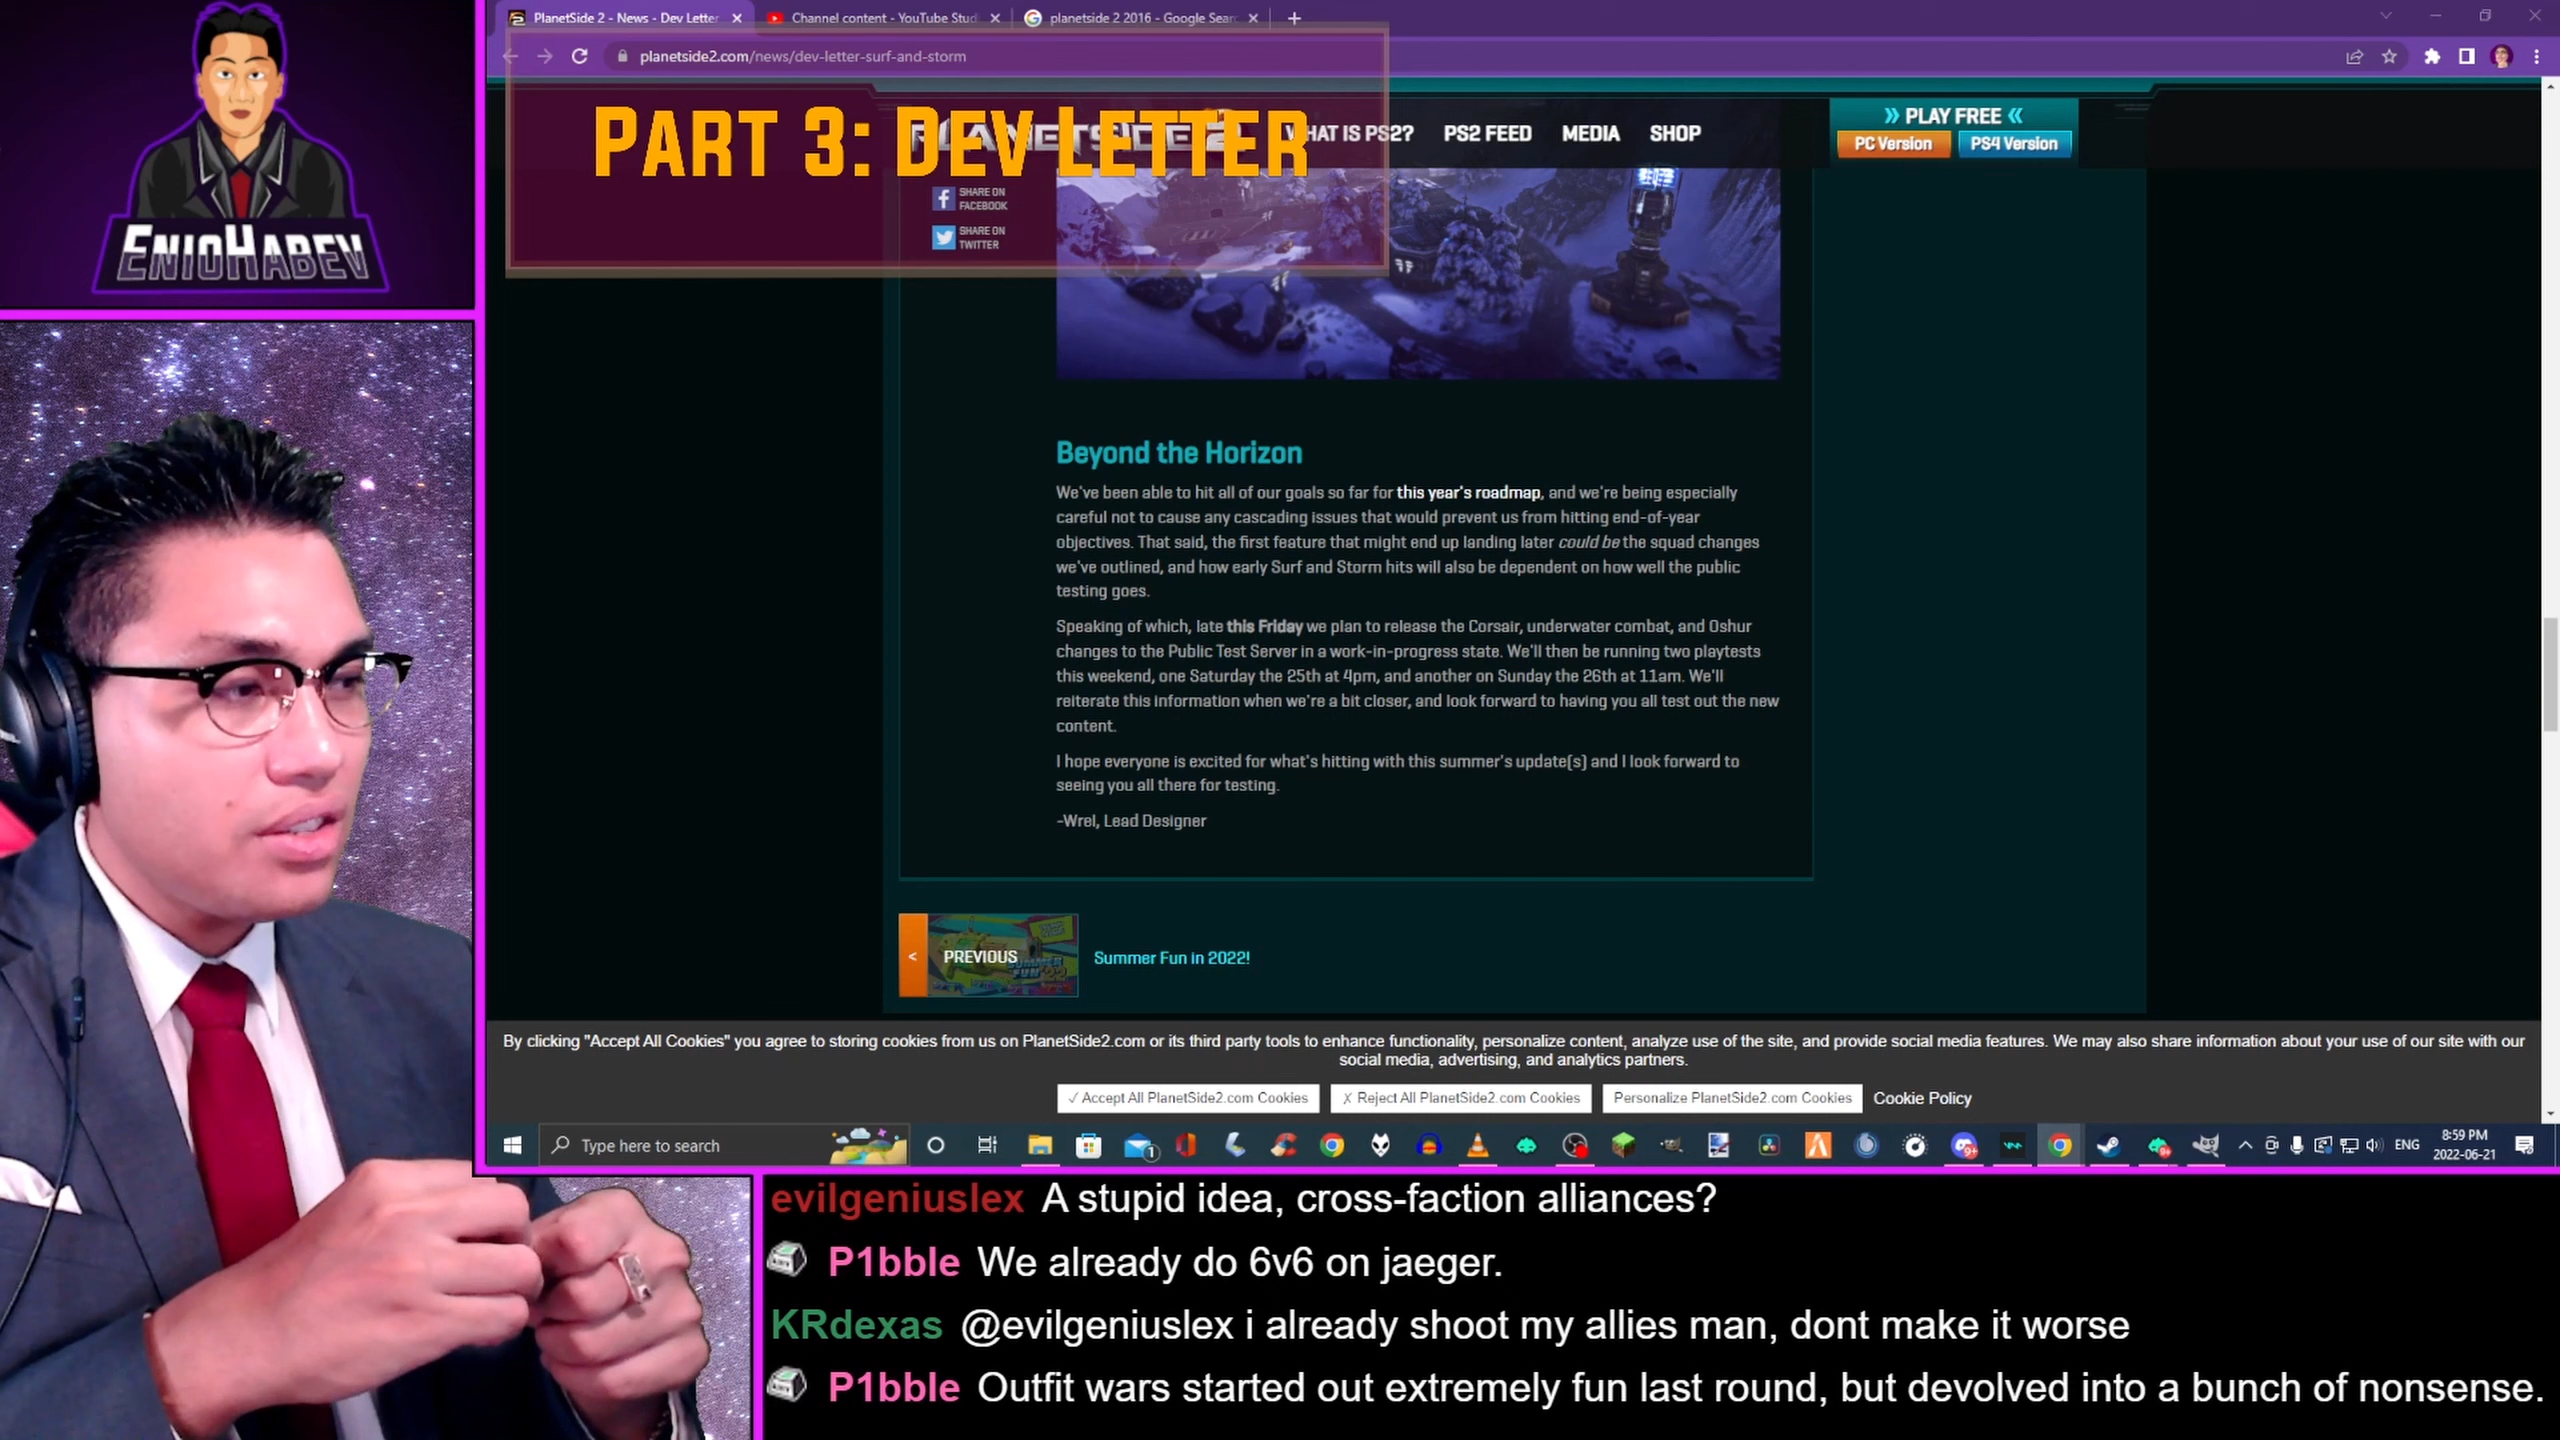 ENIOHABEV
PlanetSide 2 - News - Dev Letter
Channel content - YouTube Stud
planetside 2 2016 - Google Sear
planetside2.com/news/dev-letter-surf-and-storm
PART 3: DEV LETTER
PLANETSIDE 2
WHAT IS PS2?
PS2 FEED
MEDIA
SHOP
» PLAY FREE «
PC Version
PS4 Version
SHARE ON
FACEBOOK
SHARE ON
TWITTER
Beyond the Horizon
We've been able to hit all of our goals so far for this year's roadmap, and we're being especially
careful not to cause any cascading issues that would prevent us from hitting end-of-year
objectives. That said, the first feature that might end up landing later could be the squad changes
we've outlined, and how early Surf and Storm hits will also be dependent on how well the public
testing goes.
Speaking of which, late this Friday we plan to release the Corsair, underwater combat, and Oshur
changes to the Public Test Server in a work-in-progress state. We'll then be running two playtests
this weekend, one Saturday the 25th at 4pm, and another on Sunday the 26th at 11am. We'll
reiterate this information when we're a bit closer, and look forward to having you all test out the new
content.
I hope everyone is excited for what's hitting with this summer's update(s) and I look forward to
seeing you all there for testing.
-Wrel, Lead Designer
< PREVIOUS
SUMMER
FUN '22
Summer Fun in 2022!
By clicking "Accept All Cookies" you agree to storing cookies from us on PlanetSide2.com or its third party tools to enhance functionality, personalize content, analyze use of the site, and provide social media features. We may also share information about your use of our site with our
social media, advertising, and analytics partners.
✓ Accept All PlanetSide2.com Cookies
X Reject All PlanetSide2.com Cookies
Personalize PlanetSide2.com Cookies
Cookie Policy
Type here to search
ENG
8:59 PM
2022-06-21
evilgeniuslex A stupid idea, cross-faction alliances?
P1bble We already do 6v6 on jaeger.
KRdexas @evilgeniuslex i already shoot my allies man, dont make it worse
P1bble Outfit wars started out extremely fun last round, but devolved into a bunch of nonsense.